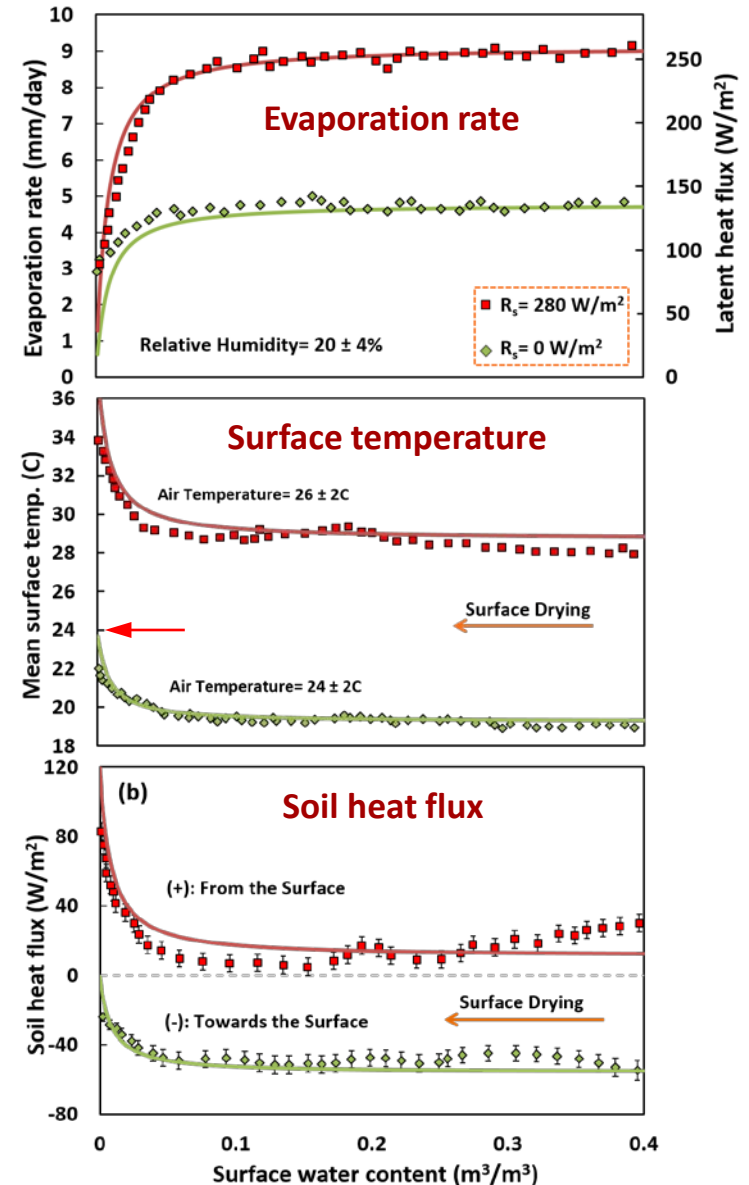 10
9
8
7
6
5
4
3
2
1
0
Evaporation rate (mm/day)
Evaporation rate
250
200
150
100
50
0
Latent heat flux (W/m²)
Rₛ= 280 W/m²
Rₛ= 0 W/m²
Relative Humidity= 20 ± 4%
36
34
32
30
28
26
24
22
20
18
Mean surface temp. (C)
Surface temperature
Air Temperature= 26 ± 2C
Surface Drying
Air Temperature= 24 ± 2C
120
80
40
0
-40
-80
Soil heat flux (W/m²)
(b)
Soil heat flux
(+): From the Surface
(-): Towards the Surface
Surface Drying
0
0.1
0.2
0.3
0.4
Surface water content (m³/m³)